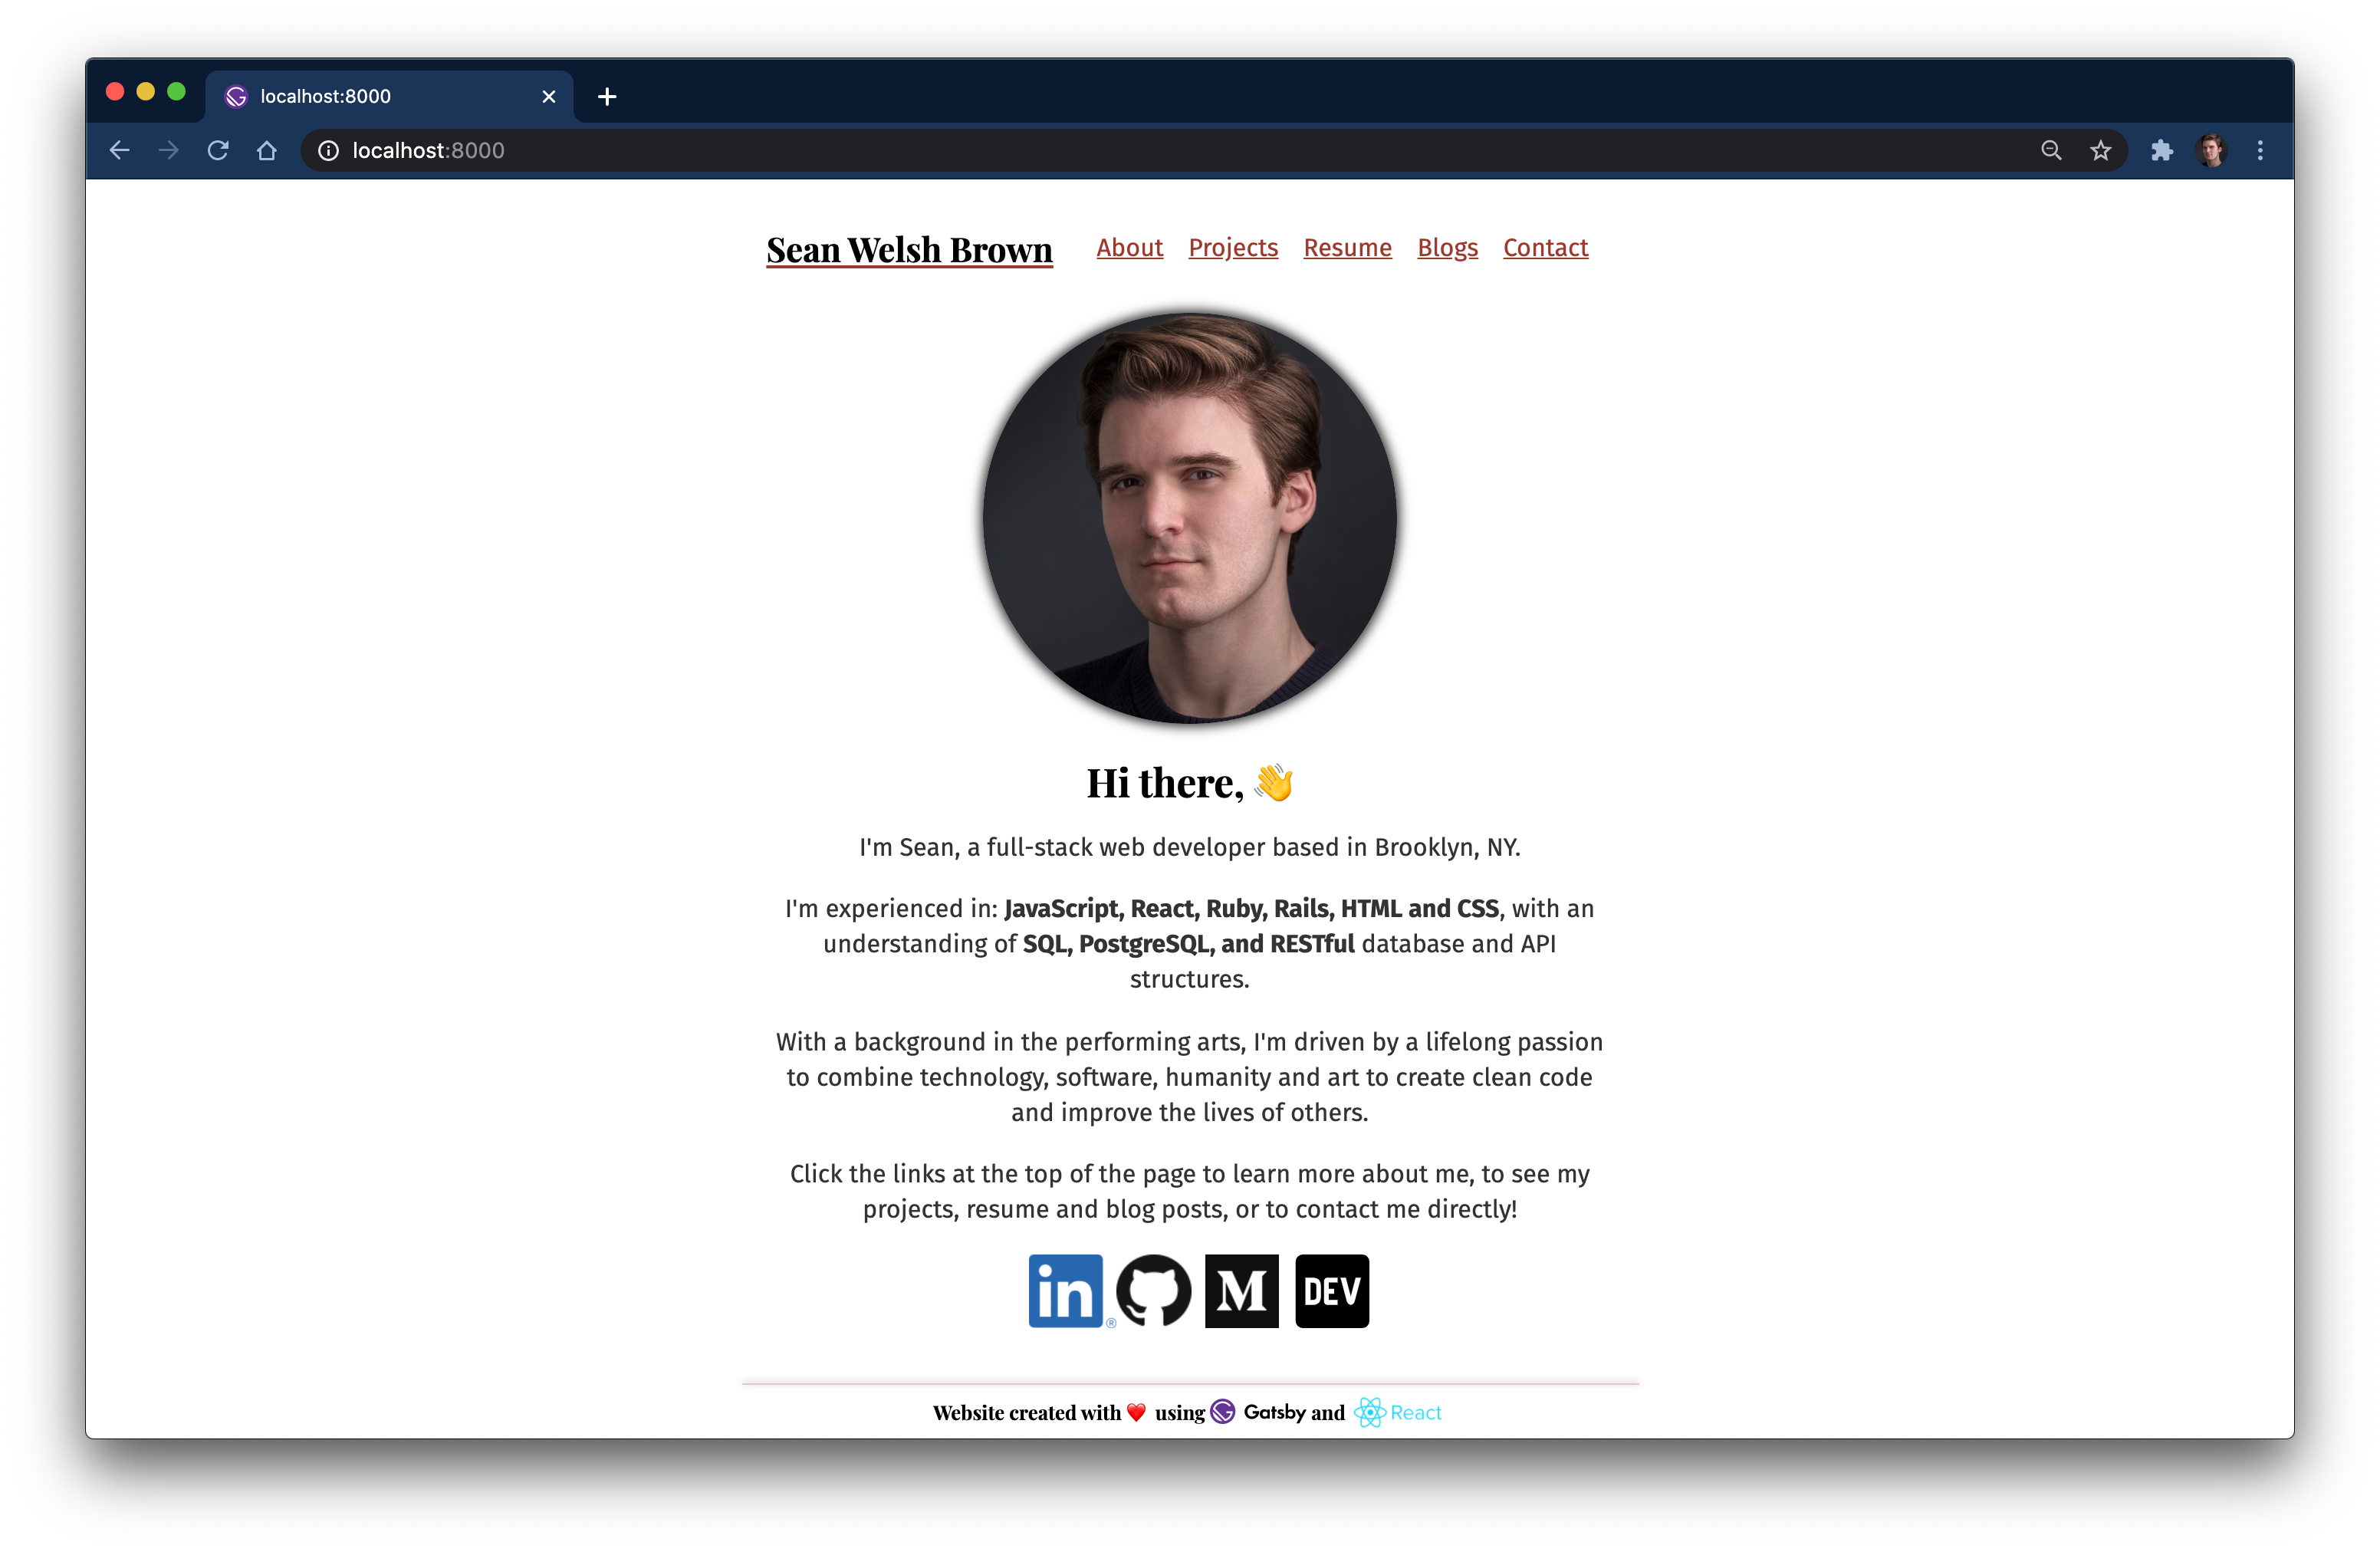 localhost:8000
localhost:8000
Sean Welsh Brown About Projects Resume Blogs Contact
Hi there, 👋
I'm Sean, a full-stack web developer based in Brooklyn, NY.
I'm experienced in: JavaScript, React, Ruby, Rails, HTML and CSS, with an
understanding of SQL, PostgreSQL, and RESTful database and API
structures.
With a background in the performing arts, I'm driven by a lifelong passion
to combine technology, software, humanity and art to create clean code
and improve the lives of others.
Click the links at the top of the page to learn more about me, to see my
projects, resume and blog posts, or to contact me directly!
in ® M DEV
Website created with ❤️ using Gatsby and React